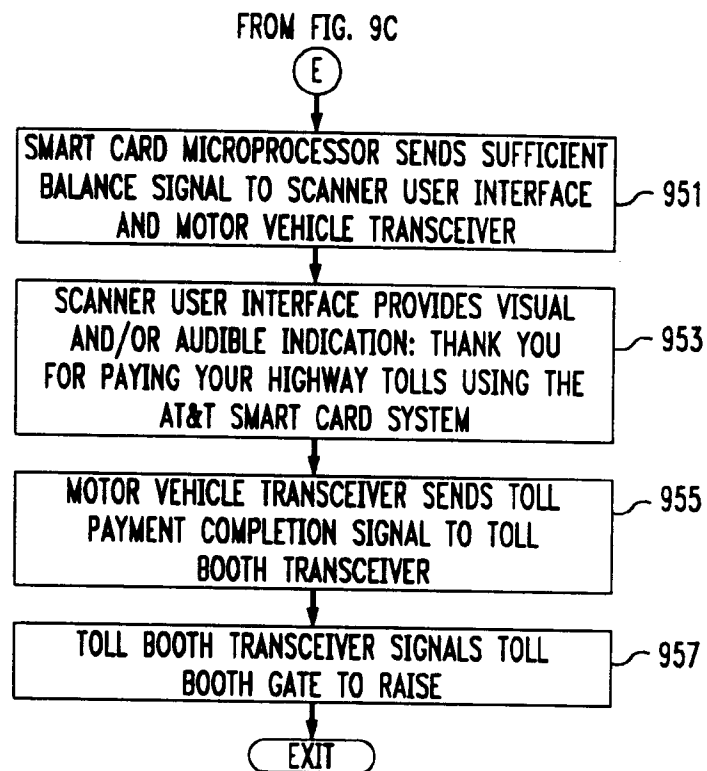 FROM FIG. 9C
E
SMART CARD MICROPROCESSOR SENDS SUFFICIENT
BALANCE SIGNAL TO SCANNER USER INTERFACE
AND MOTOR VEHICLE TRANSCEIVER
951
SCANNER USER INTERFACE PROVIDES VISUAL
AND/OR AUDIBLE INDICATION: THANK YOU
FOR PAYING YOUR HIGHWAY TOLLS USING THE
AT&T SMART CARD SYSTEM
953
MOTOR VEHICLE TRANSCEIVER SENDS TOLL
PAYMENT COMPLETION SIGNAL TO TOLL
BOOTH TRANSCEIVER
955
TOLL BOOTH TRANSCEIVER SIGNALS TOLL
BOOTH GATE TO RAISE
957
EXIT